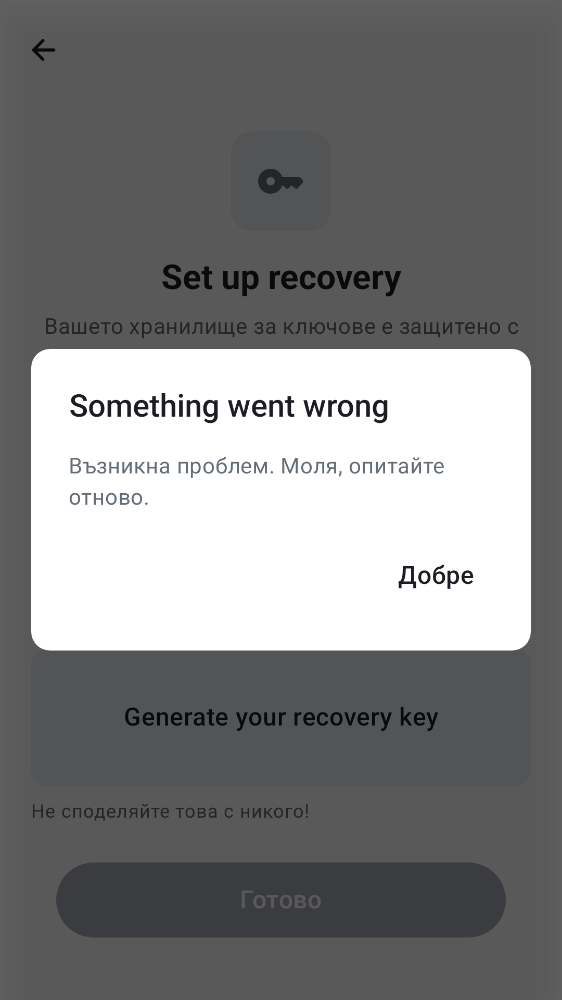 Set up recovery
Вашето хранилище за ключове е защитено с
Something went wrong
Възникна проблем. Моля, опитайте
отново.
Добре
Generate your recovery key
Не споделяйте това с никого!
Готово